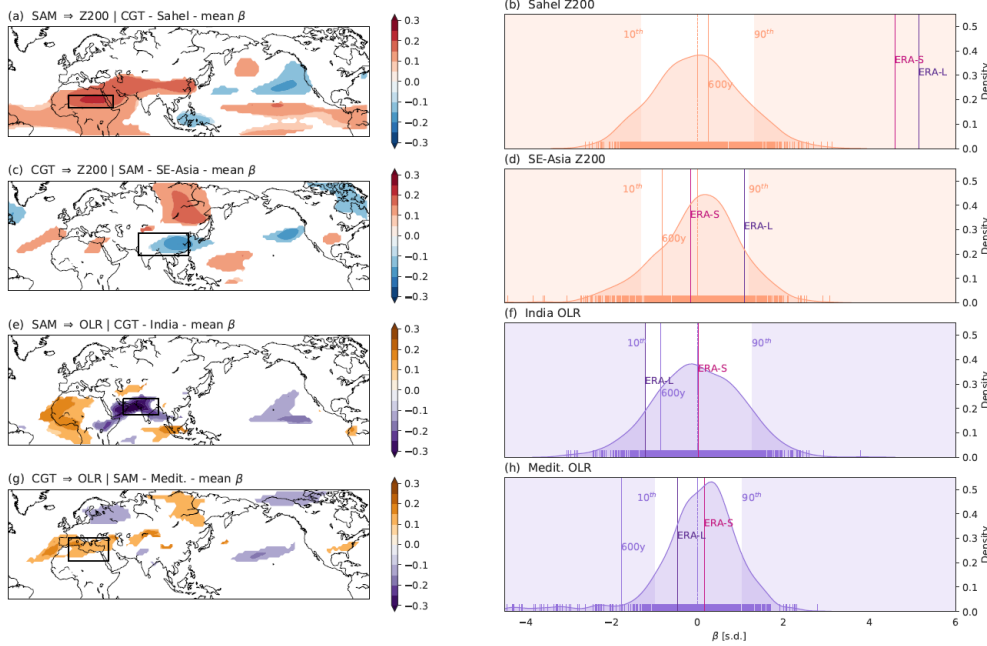 (a) SAM ⇒ Z200 | CGT - Sahel - mean β
0.3
0.2
0.1
0.0
−0.1
−0.2
−0.3
(b) Sahel Z200
10th
90th
600y
ERA-S
ERA-L
0.5
0.4
0.3
0.2
0.1
0.0
Density
(c) CGT ⇒ Z200 | SAM - SE-Asia - mean β
0.3
0.2
0.1
0.0
−0.1
−0.2
−0.3
(d) SE-Asia Z200
10th
90th
ERA-S
ERA-L
600y
0.5
0.4
0.3
0.2
0.1
0.0
Density
(e) SAM ⇒ OLR | CGT - India - mean β
0.3
0.2
0.1
0.0
−0.1
−0.2
−0.3
(f) India OLR
10th
90th
ERA-S
ERA-L
600y
0.5
0.4
0.3
0.2
0.1
0.0
Density
(g) CGT ⇒ OLR | SAM - Medit. - mean β
0.3
0.2
0.1
0.0
−0.1
−0.2
−0.3
(h) Medit. OLR
10th
90th
ERA-S
ERA-L
600y
0.5
0.4
0.3
0.2
0.1
0.0
Density
−4
−2
0
2
4
6
β [s.d.]